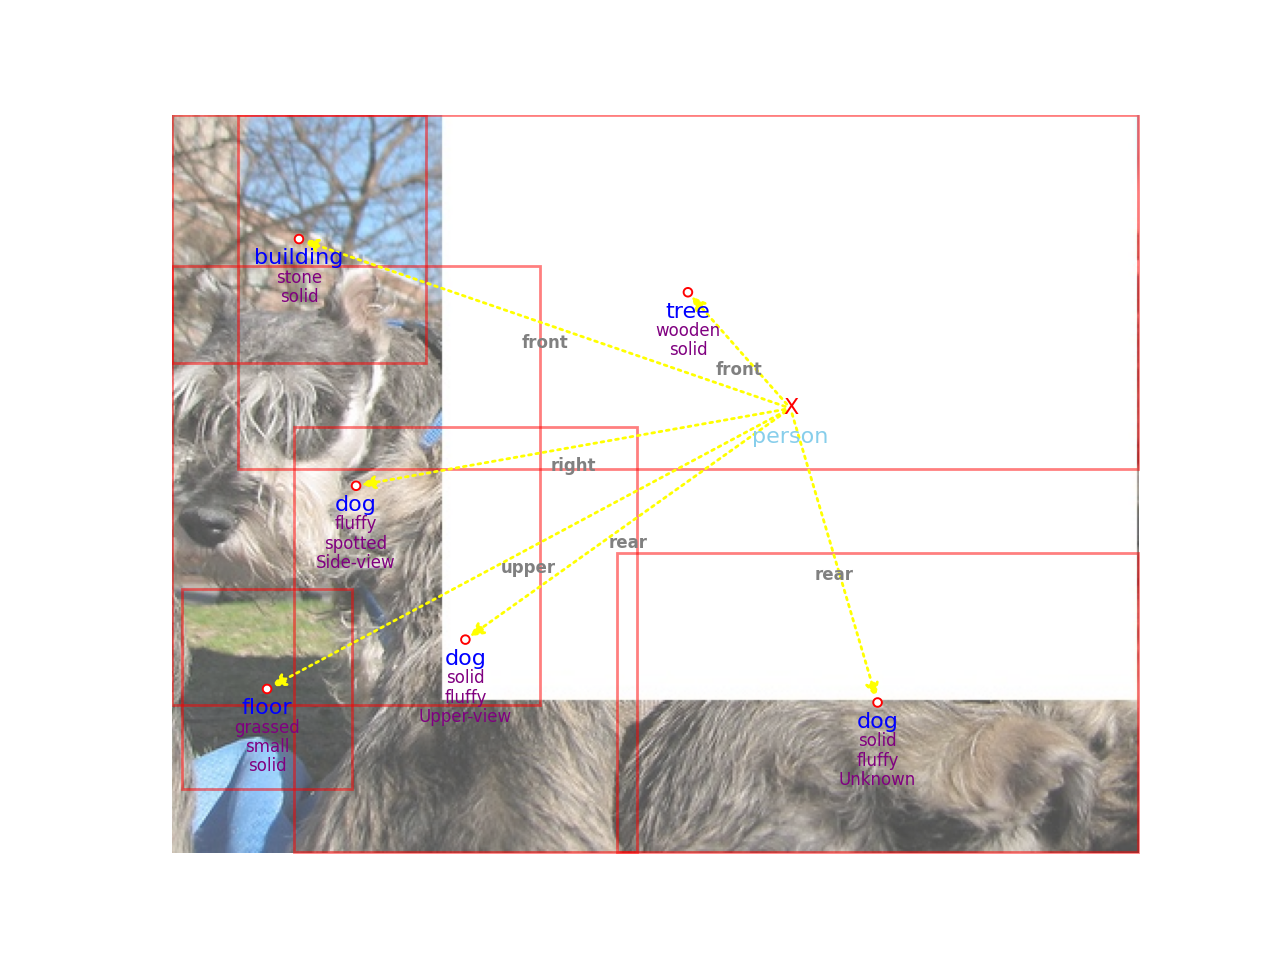 building
stone
solid
tree
wooden
solid
front
front
X
person
right
dog
fluffy
spotted
Side-view
rear
upper
rear
dog
solid
fluffy
Upper-view
floor
grassed
small
solid
dog
solid
fluffy
Unknown